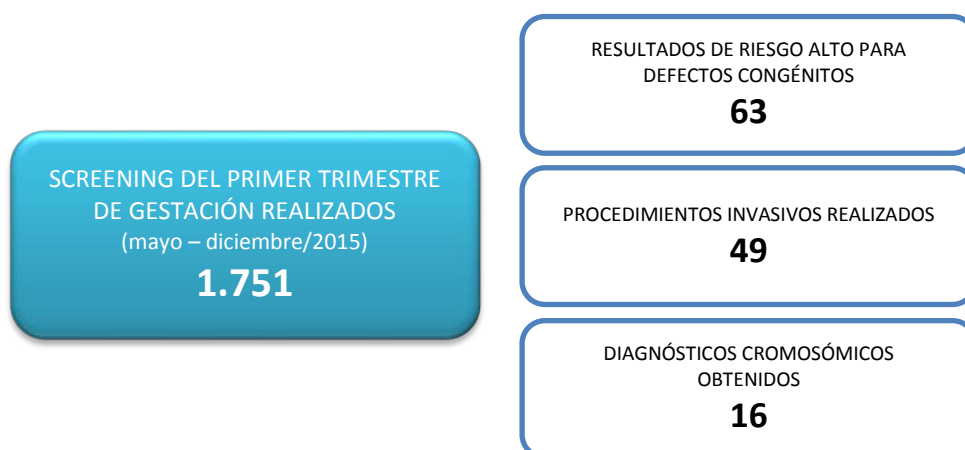 SCREENING DEL PRIMER TRIMESTRE
DE GESTACIÓN REALIZADOS
(mayo – diciembre/2015)
1.751
RESULTADOS DE RIESGO ALTO PARA
DEFECTOS CONGÉNITOS
63
PROCEDIMIENTOS INVASIVOS REALIZADOS
49
DIAGNÓSTICOS CROMOSÓMICOS
OBTENIDOS
16